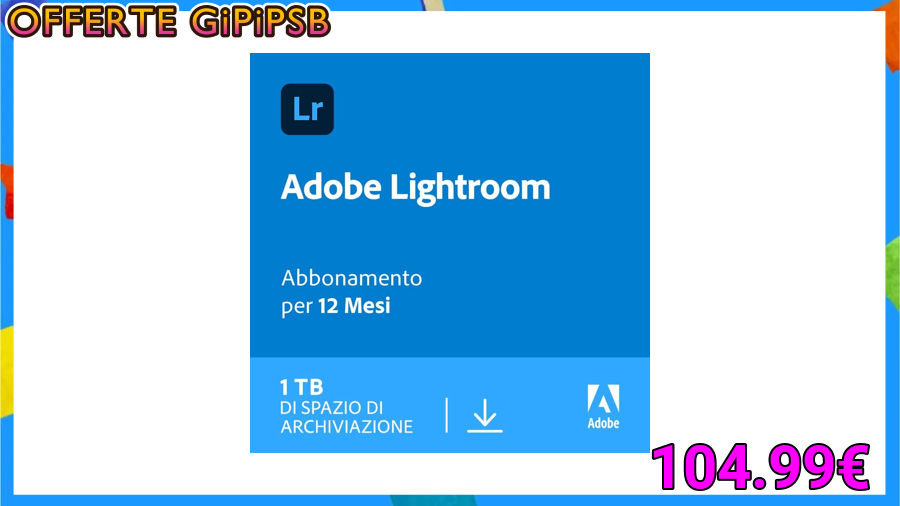 OFFERTE GiPiPSB
Lr
Adobe Lightroom
Abbonamento
per 12 Mesi
1 TB
DI SPAZIO DI
ARCHIVIAZIONE
Adobe
104.99€